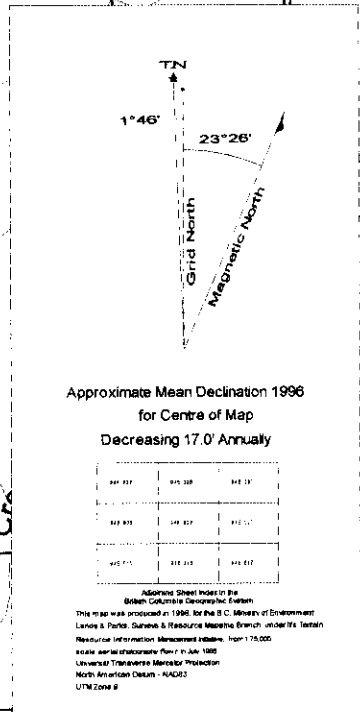 TN
1°46'
23°26'
Grid North
Magnetic North
Approximate Mean Declination 1996
for Centre of Map
Decreasing 17.0' Annually
Adjoining Sheet Index in the
British Columbia Geographic System
This map was produced in 1996, for the B.C. Ministry of Environment
Lands & Parks, Surveys & Resource Mapping Branch under its Terrain
Resource Information Management Initiative, from 1:75,000
scale aerial photography flown in July 1986
Universal Transverse Mercator Projection
North American Datum - NAD83
UTM Zone 9